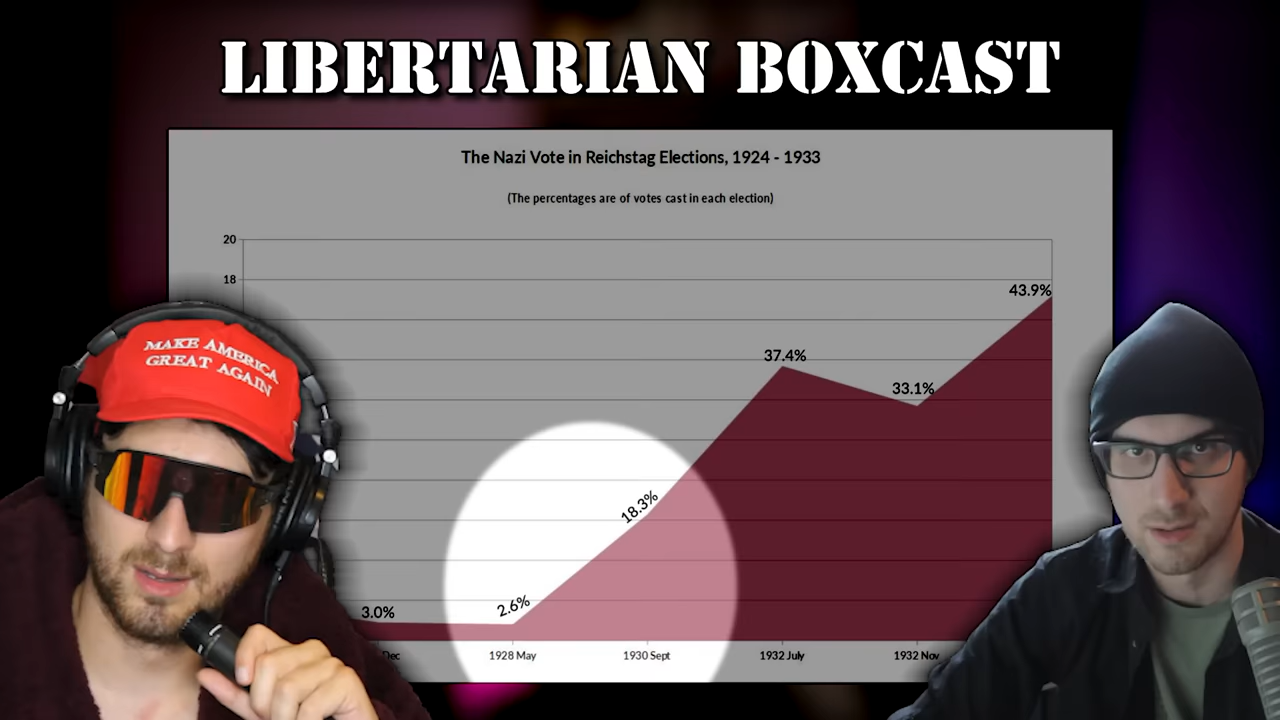 LIBERTARIAN BOXCAST
The Nazi Vote in Reichstag Elections, 1924 - 1933
(The percentages are of votes cast in each election)
20
18
43.9%
37.4%
33.1%
18.3%
2.6%
3.0%
MAKE AMERICA
GREAT AGAIN
Dec
1928 May
1930 Sept
1932 July
1932 Nov